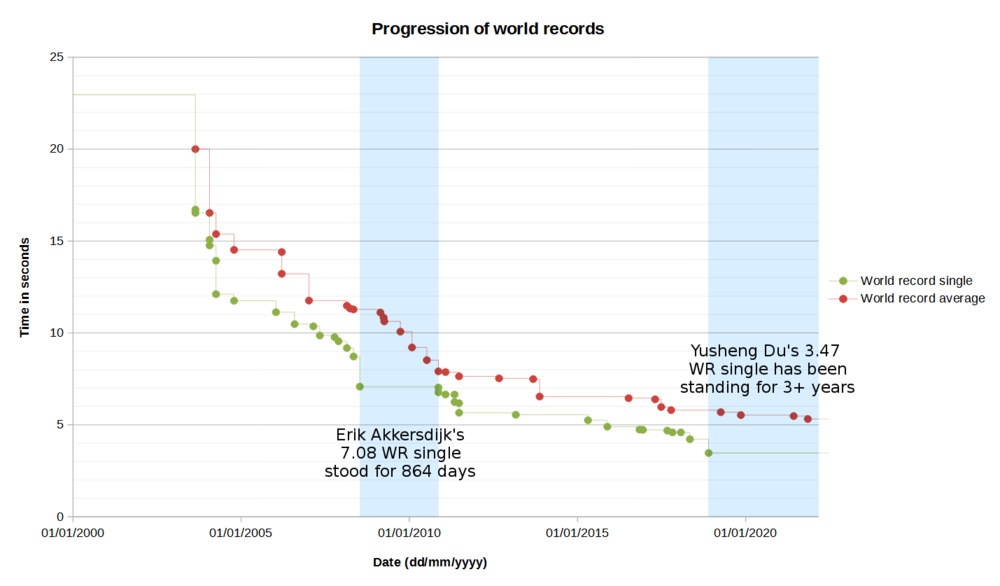 Progression of world records
25
20
15
10
5
0
Time in seconds
01/01/2000
01/01/2005
01/01/2010
01/01/2015
01/01/2020
Date (dd/mm/yyyy)
Erik Akkersdijk's
7.08 WR single
stood for 864 days
Yusheng Du's 3.47
WR single has been
standing for 3+ years
World record single
World record average